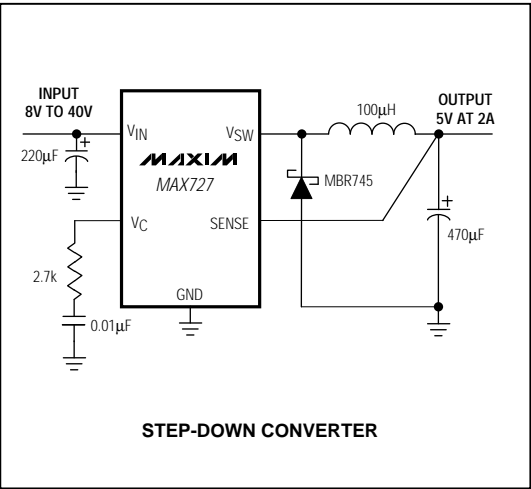 INPUT
8V TO 40V
VIN
VSW
100µH
OUTPUT
5V AT 2A
220µF
+
MAXIM
MAX727
MBR745
+
VC
SENSE
470µF
2.7k
GND
0.01µF
STEP-DOWN CONVERTER